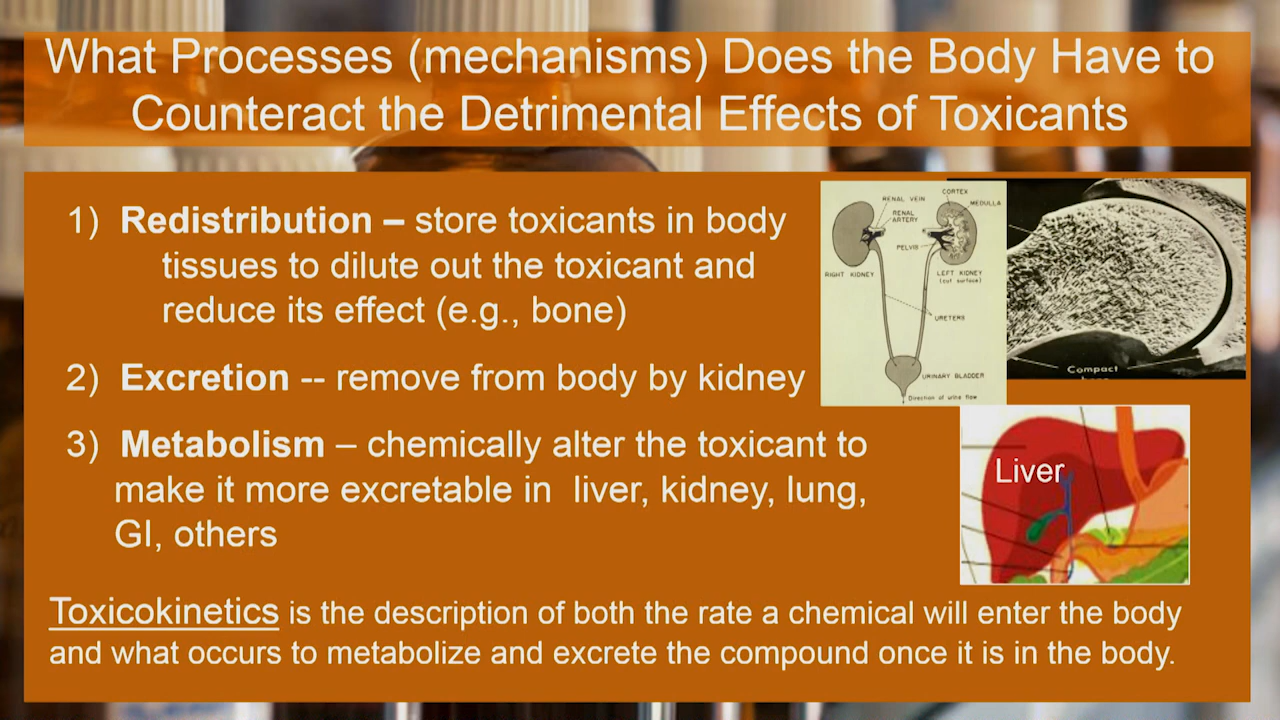 What Processes (mechanisms) Does the Body Have to
Counteract the Detrimental Effects of Toxicants
1) Redistribution – store toxicants in body
tissues to dilute out the toxicant and
reduce its effect (e.g., bone)
2) Excretion -- remove from body by kidney
3) Metabolism – chemically alter the toxicant to
make it more excretable in liver, kidney, lung,
GI, others
CORTEX
RENAL VEIN
MEDULLA
RENAL
ARTERY
PELVIS
RIGHT KIDNEY
LEFT KIDNEY
(cut surface)
URETERS
URINARY BLADDER
Direction of urine flow
Compact
Liver
Toxicokinetics is the description of both the rate a chemical will enter the body
and what occurs to metabolize and excrete the compound once it is in the body.